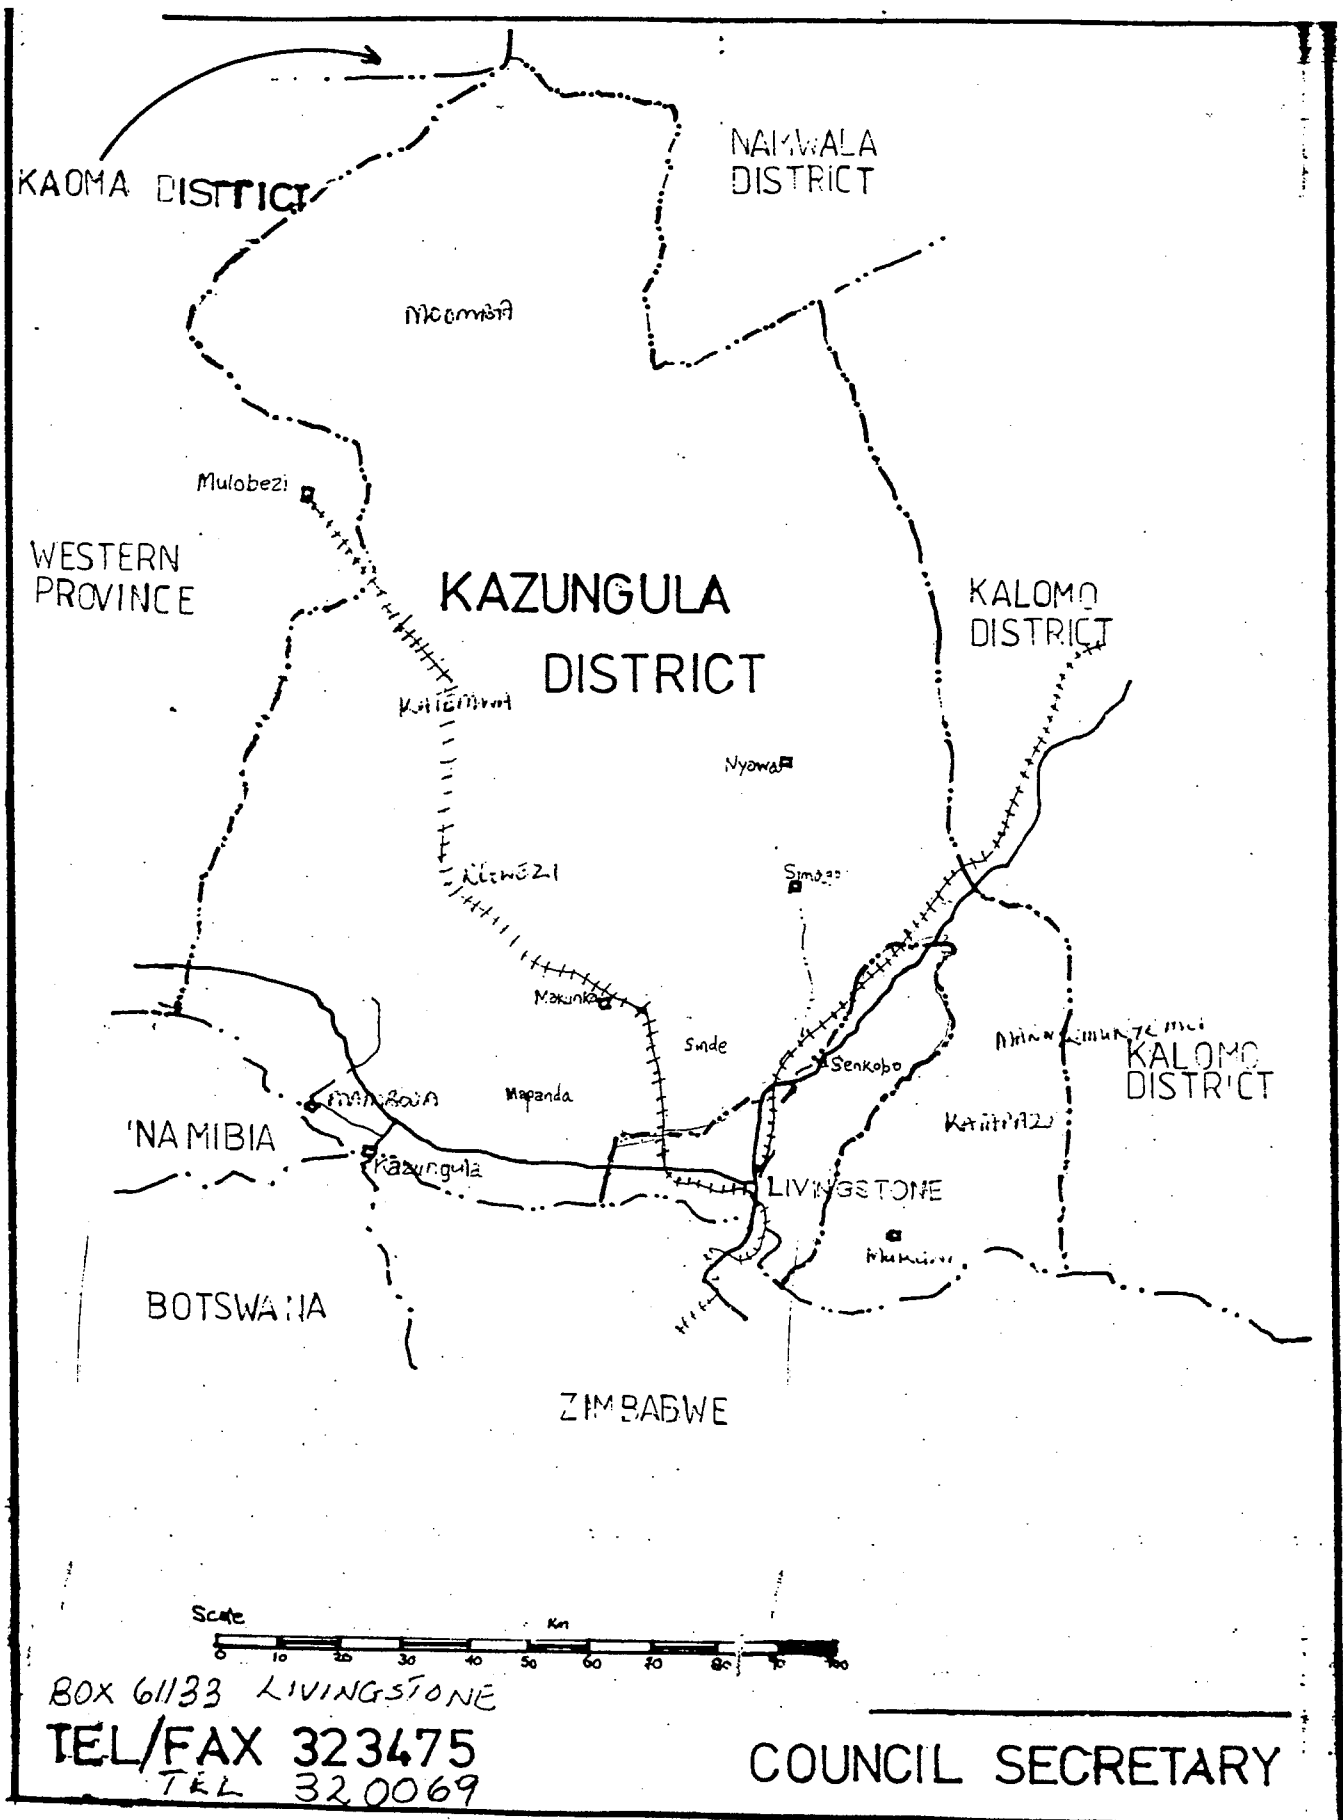 NAMWALA
DISTRICT
KAOMA DISTTICT
MOOMBA
Mulobezi
WESTERN
PROVINCE
KAZUNGULA
DISTRICT
KALOMO
DISTRICT
Nyawa
Makunka
Sinde
Senkobo
KALOMO
DISTRICT
Mapanda
'NAMIBIA
Kazungula
LIVINGSTONE
BOTSWANA
ZIMBABWE
Scale
Km
0 10 20 30 40 50 60 70 80 90 100
BOX 61133 LIVINGSTONE
TEL/FAX 323475
TEL 320069
COUNCIL SECRETARY